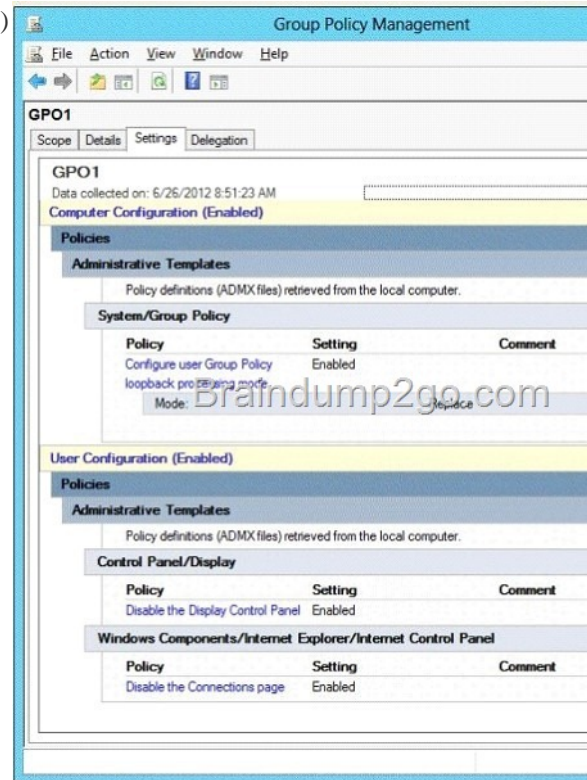 )
Group Policy Management
File Action View Window Help
GPO1
Scope Details Settings Delegation
GPO1
Data collected on: 6/26/2012 8:51:23 AM
Computer Configuration (Enabled)
Policies
Administrative Templates
Policy definitions (ADMX files) retrieved from the local computer.
System/Group Policy
Policy Setting Comment
Configure user Group Policy Enabled
loopback processing mode
Mode: Replace
Braindump2go.com
User Configuration (Enabled)
Policies
Administrative Templates
Policy definitions (ADMX files) retrieved from the local computer.
Control Panel/Display
Policy Setting Comment
Disable the Display Control Panel Enabled
Windows Components/Internet Explorer/Internet Control Panel
Policy Setting Comment
Disable the Connections page Enabled